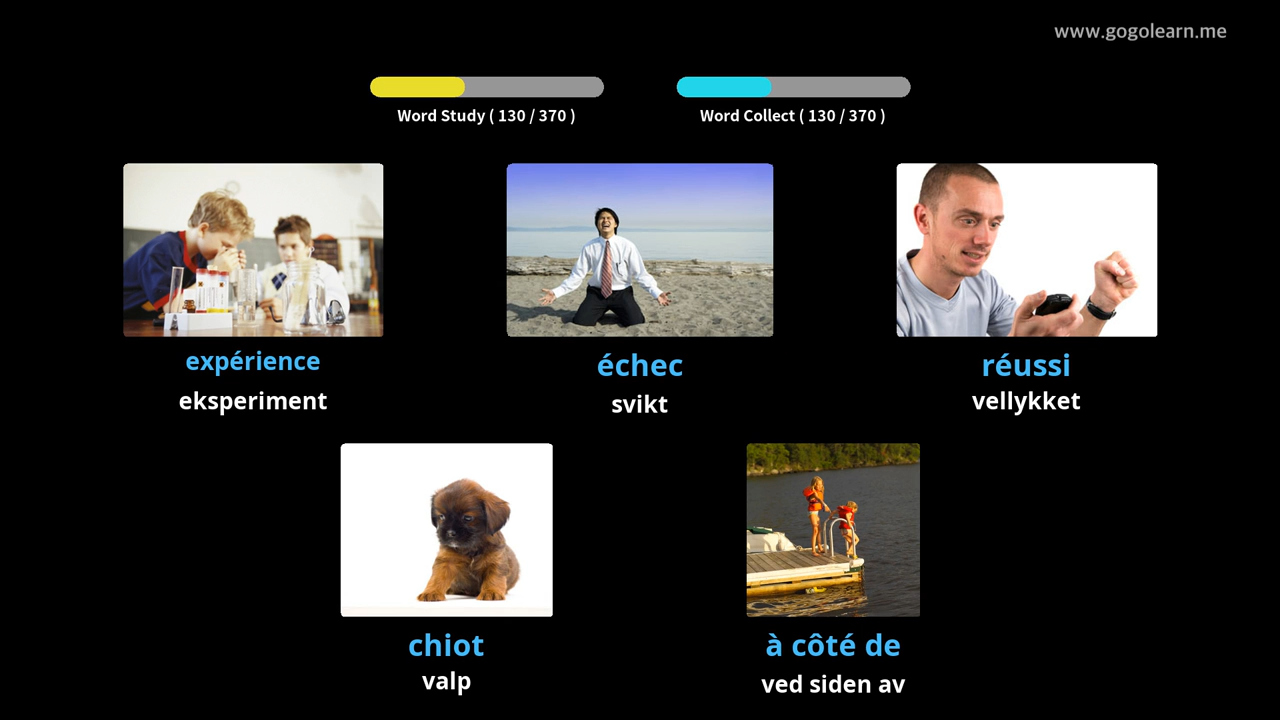 www.gogolearn.me
Word Study ( 130 / 370 )
Word Collect ( 130 / 370 )
expérience
eksperiment
échec
svikt
réussi
vellykket
chiot
valp
à côté de
ved siden av